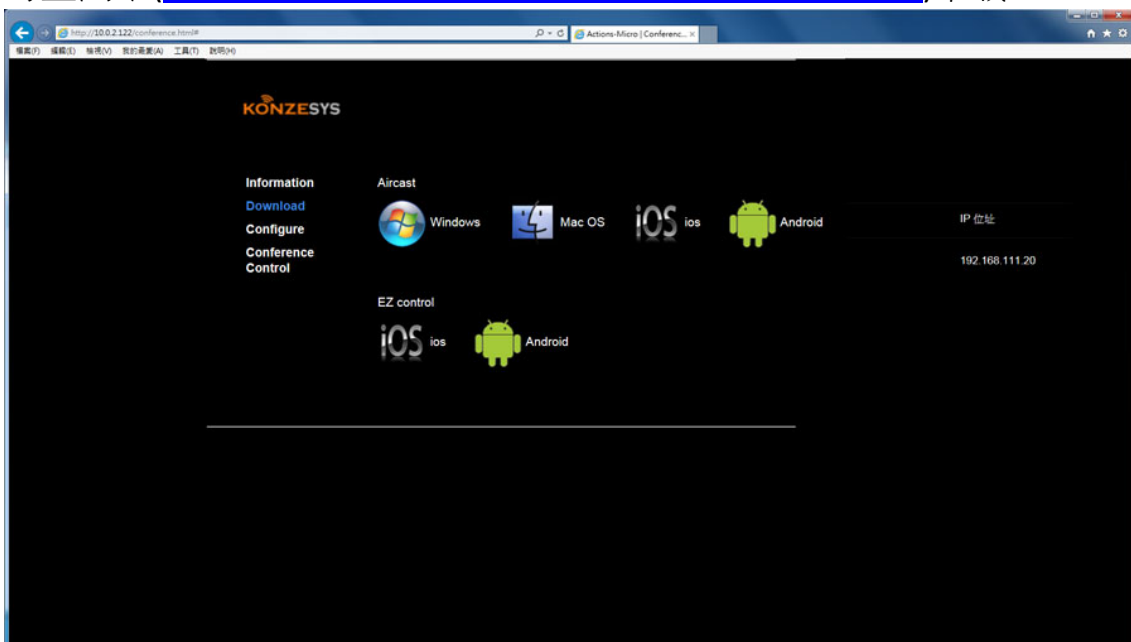 http://10.0.2.122/conference.html#
Actions-Micro | Conferenc...
檔案(F) 編輯(E) 檢視(V) 我的最愛(A) 工具(T) 說明(H)
KONZESYS
Information
Download
Configure
Conference
Control
Aircast
Windows
Mac OS
iOS ios
Android
EZ control
iOS ios
Android
IP 位址
192.168.111.20